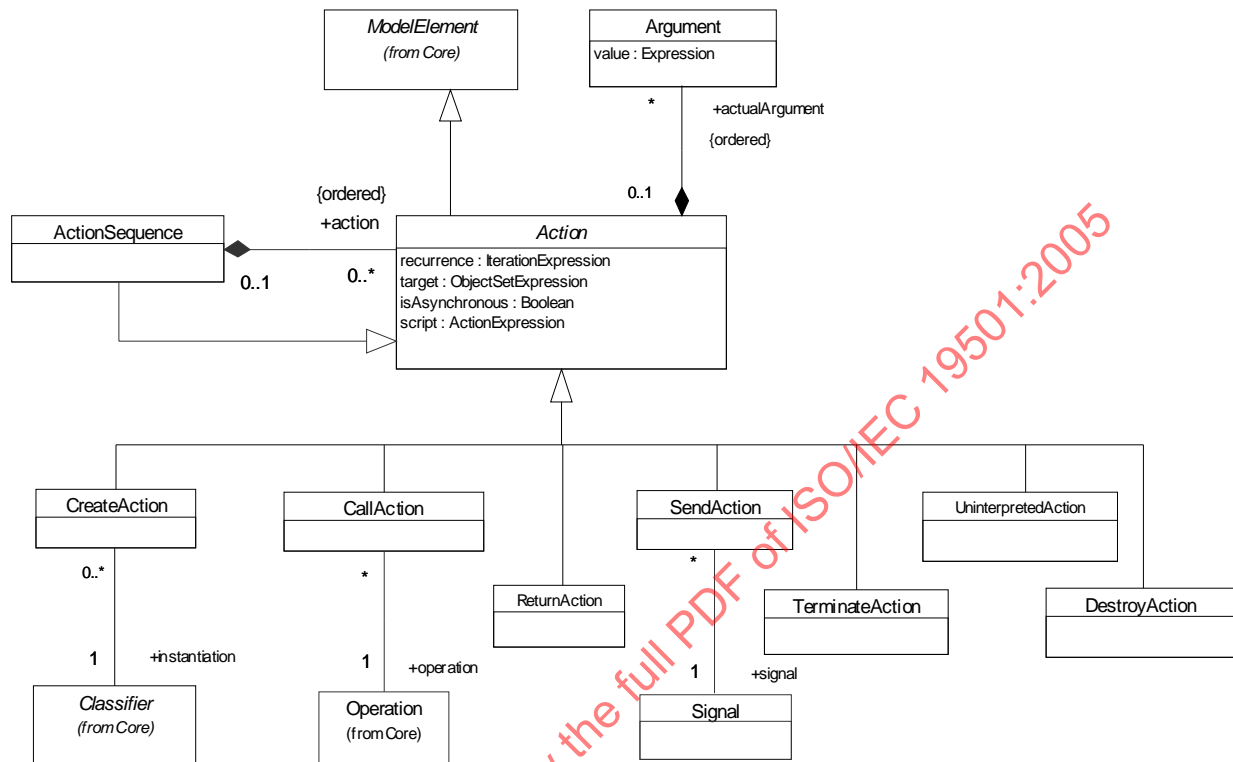 ModelElement
(from Core)
Argument
value : Expression
*
+actualArgument
{ordered}
0..1
{ordered}
+action
ActionSequence
0..1
0..*
Action
recurrence : IterationExpression
target : ObjectSetExpression
isAsynchronous : Boolean
script : ActionExpression
CreateAction
CallAction
SendAction
UninterpretedAction
0..*
*
*
ReturnAction
TerminateAction
DestroyAction
1
+instantiation
1
+operation
1
+signal
Classifier
(from Core)
Operation
(from Core)
Signal
the full PDF of ISO/IEC 19501:2005